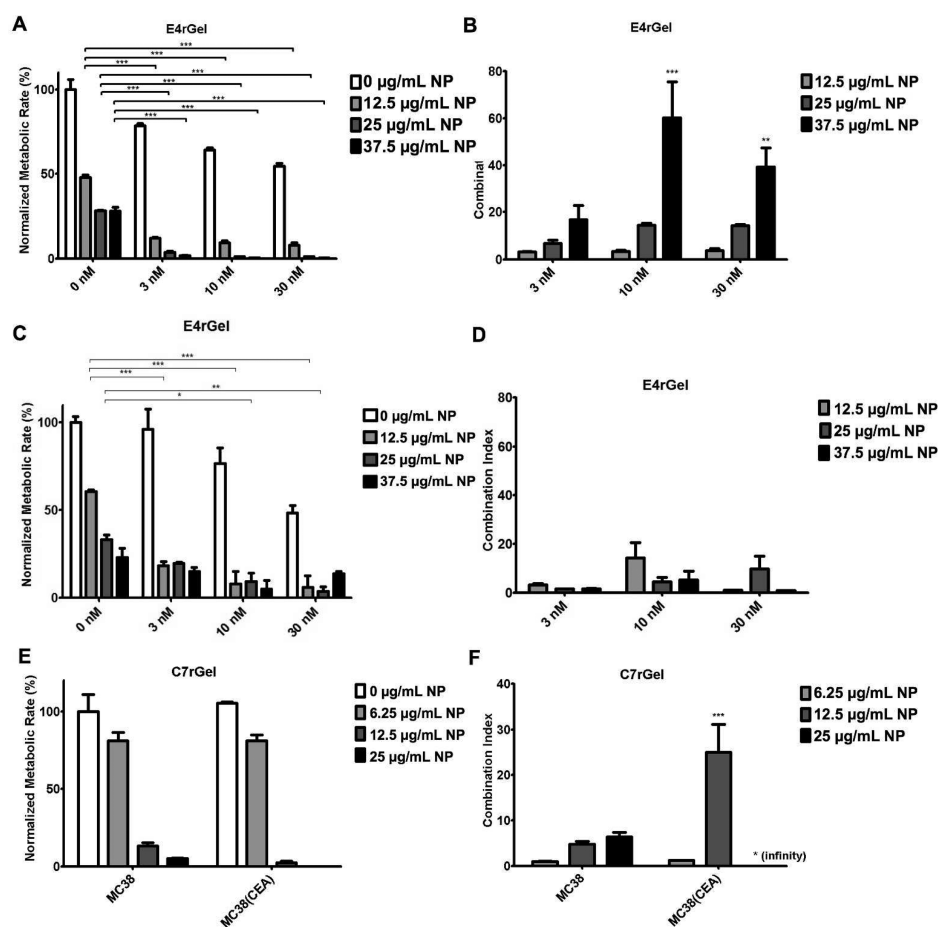 A
E4rGel
Normalized Metabolic Rate (%)
100
50
0
***
***
***
***
***
***
***
***
***
0 nM
3 nM
10 nM
30 nM
0 µg/mL NP
12.5 µg/mL NP
25 µg/mL NP
37.5 µg/mL NP
B
E4rGel
Combinal
80
60
40
20
0
***
**
3 nM
10 nM
30 nM
12.5 µg/mL NP
25 µg/mL NP
37.5 µg/mL NP
C
E4rGel
Normalized Metabolic Rate (%)
100
50
0
***
***
***
**
*
0 nM
3 nM
10 nM
30 nM
0 µg/mL NP
12.5 µg/mL NP
25 µg/mL NP
37.5 µg/mL NP
D
E4rGel
Combination Index
80
60
40
20
0
3 nM
10 nM
30 nM
12.5 µg/mL NP
25 µg/mL NP
37.5 µg/mL NP
E
C7rGel
Normalized Metabolic Rate (%)
100
50
0
MC38
MC38(CEA)
0 µg/mL NP
6.25 µg/mL NP
12.5 µg/mL NP
25 µg/mL NP
F
C7rGel
Combination Index
40
30
20
10
0
***
* (infinity)
MC38
MC38(CEA)
6.25 µg/mL NP
12.5 µg/mL NP
25 µg/mL NP